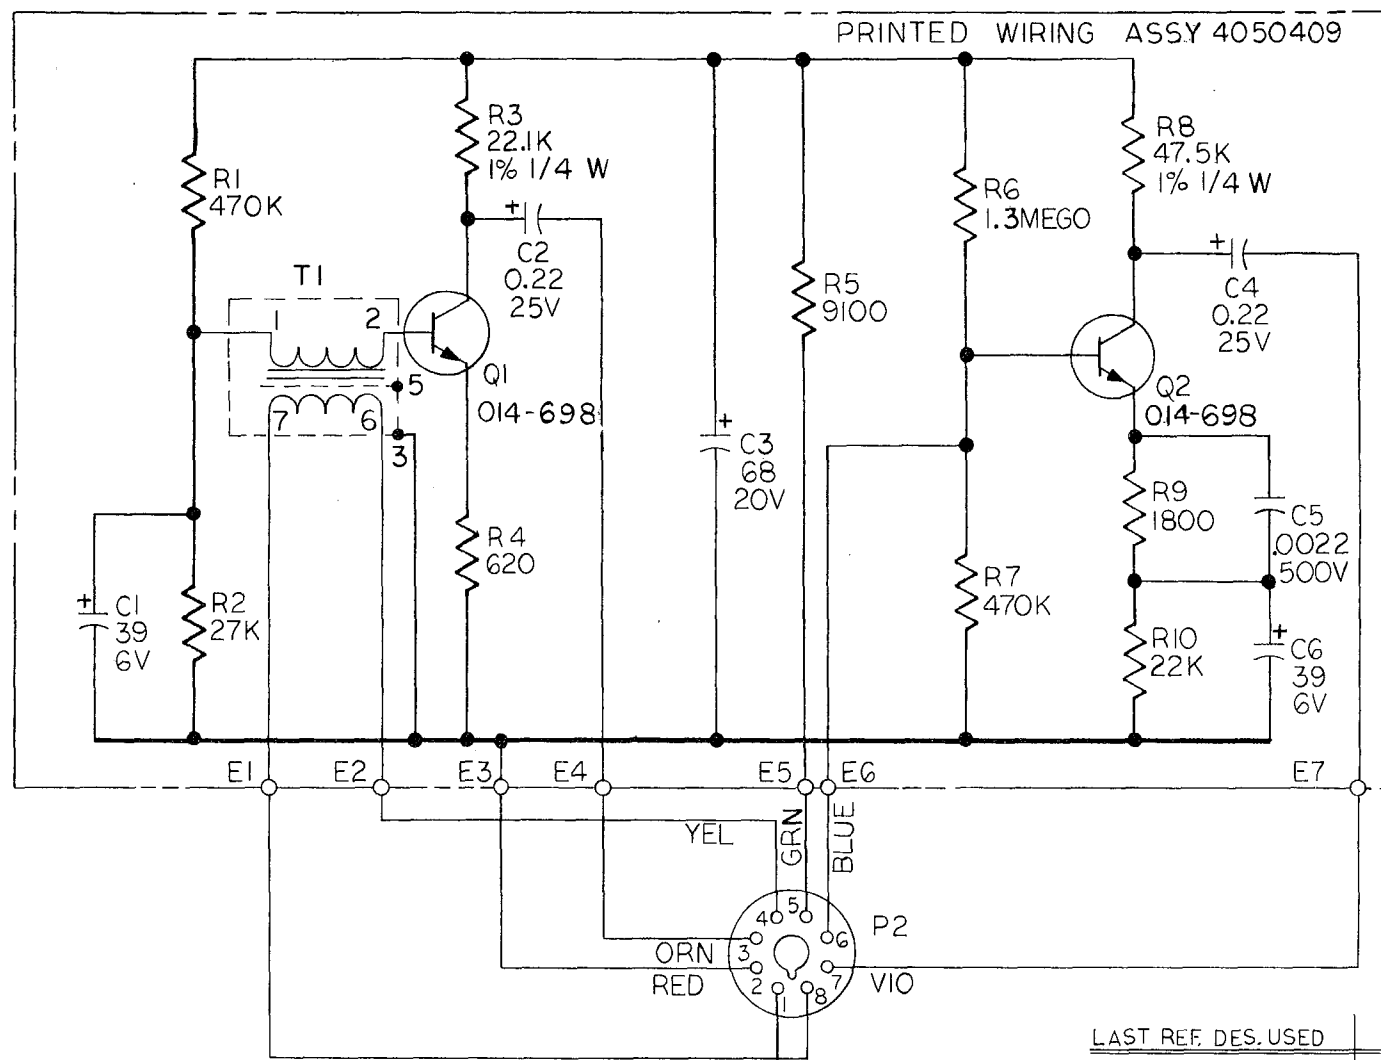 PRINTED WIRING ASSY 4050409
R1
470K
R3
22.1K
1% 1/4 W
+
C2
0.22
25V
T1
1
2
5
7
6
3
Q1
014-698
R4
620
+
C1
39
6V
R2
27K
+
C3
68
20V
R5
9100
R6
1.3MEGO
R7
470K
R8
47.5K
1% 1/4 W
+
C4
0.22
25V
Q2
014-698
R9
1800
C5
.0022
500V
R10
22K
+
C6
39
6V
E1
E2
E3
E4
E5
E6
E7
YEL
GRN
BLUE
ORN
RED
VIO
P2
4
5
3
6
2
7
1
8
LAST REF. DES. USED